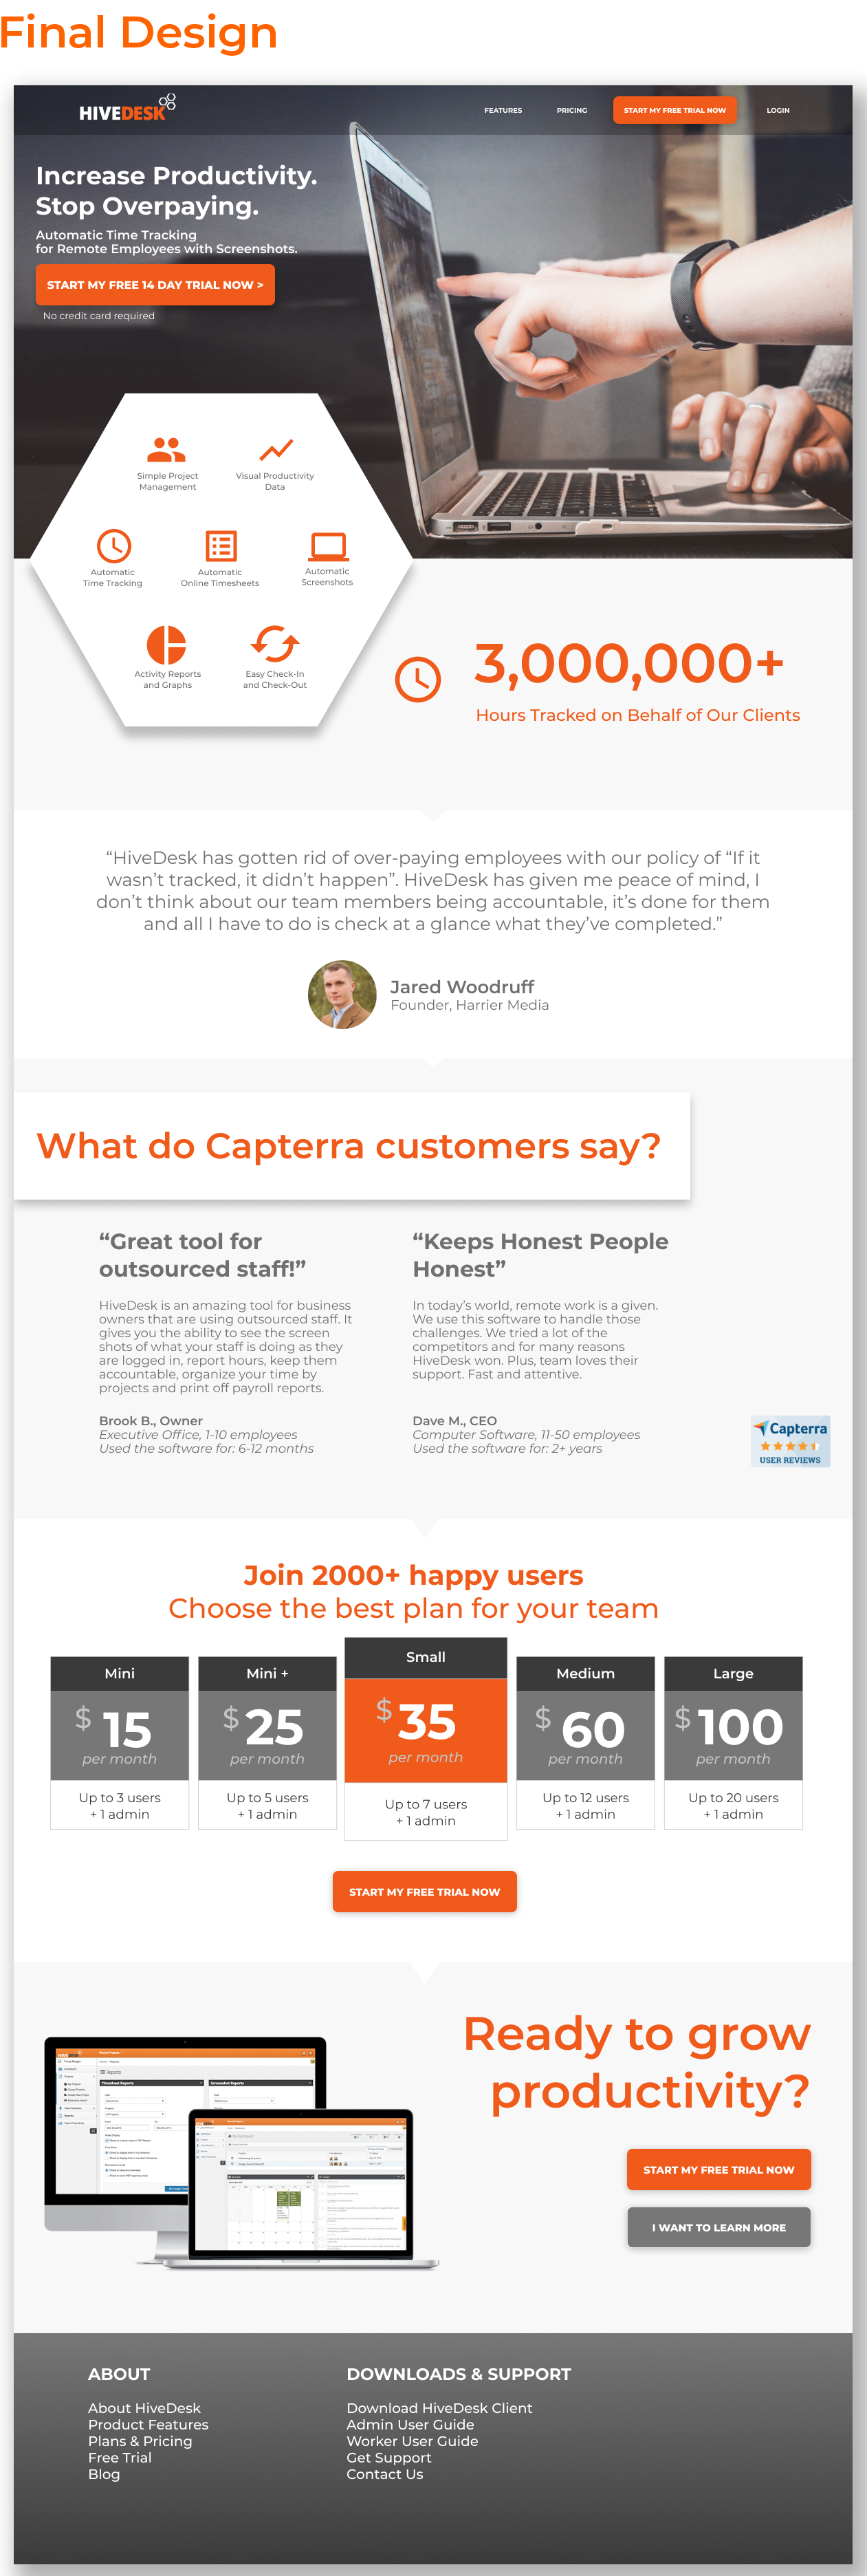 Final Design
HIVEDESK
FEATURES
PRICING
START MY FREE TRIAL NOW
LOGIN
Increase Productivity.
Stop Overpaying.
Automatic Time Tracking
for Remote Employees with Screenshots.
START MY FREE 14 DAY TRIAL NOW >
No credit card required
Simple Project
Management
Visual Productivity
Data
Automatic
Time Tracking
Automatic
Online Timesheets
Automatic
Screenshots
Activity Reports
and Graphs
Easy Check-In
and Check-Out
3,000,000+
Hours Tracked on Behalf of Our Clients
“HiveDesk has gotten rid of over-paying employees with our policy of “If it
wasn’t tracked, it didn’t happen”. HiveDesk has given me peace of mind, I
don’t think about our team members being accountable, it’s done for them
and all I have to do is check at a glance what they’ve completed.”
Jared Woodruff
Founder, Harrier Media
What do Capterra customers say?
“Great tool for
outsourced staff!”
HiveDesk is an amazing tool for business
owners that are using outsourced staff. It
gives you the ability to see the screen
shots of what your staff is doing as they
are logged in, report hours, keep them
accountable, organize your time by
projects and print off payroll reports.
Brook B., Owner
Executive Office, 1-10 employees
Used the software for: 6-12 months
“Keeps Honest People
Honest”
In today’s world, remote work is a given.
We use this software to handle those
challenges. We tried a lot of the
competitors and for many reasons
HiveDesk won. Plus, team loves their
support. Fast and attentive.
Dave M., CEO
Computer Software, 11-50 employees
Used the software for: 2+ years
Capterra
USER REVIEWS
Join 2000+ happy users
Choose the best plan for your team
Mini
$ 15
per month
Up to 3 users
+ 1 admin
Mini +
$ 25
per month
Up to 5 users
+ 1 admin
Small
$ 35
per month
Up to 7 users
+ 1 admin
Medium
$ 60
per month
Up to 12 users
+ 1 admin
Large
$ 100
per month
Up to 20 users
+ 1 admin
START MY FREE TRIAL NOW
Ready to grow
productivity?
HIVEDESK
Reports
Timesheet Reports
Screenshot Reports
START MY FREE TRIAL NOW
I WANT TO LEARN MORE
ABOUT
About HiveDesk
Product Features
Plans & Pricing
Free Trial
Blog
DOWNLOADS & SUPPORT
Download HiveDesk Client
Admin User Guide
Worker User Guide
Get Support
Contact Us